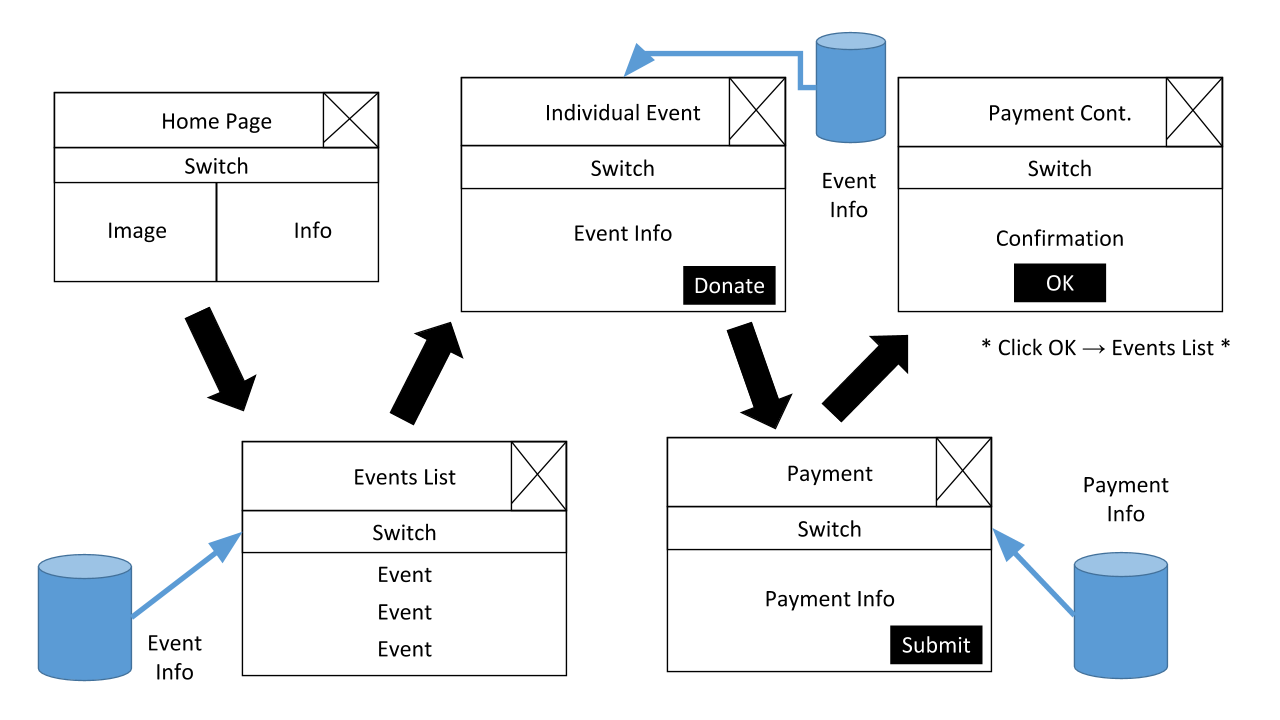 Home Page
Switch
Image
Info
Individual Event
Switch
Event Info
Donate
Event
Info
Payment Cont.
Switch
Confirmation
OK
* Click OK → Events List *
Events List
Switch
Event
Event
Event
Event
Info
Payment
Switch
Payment Info
Submit
Payment
Info